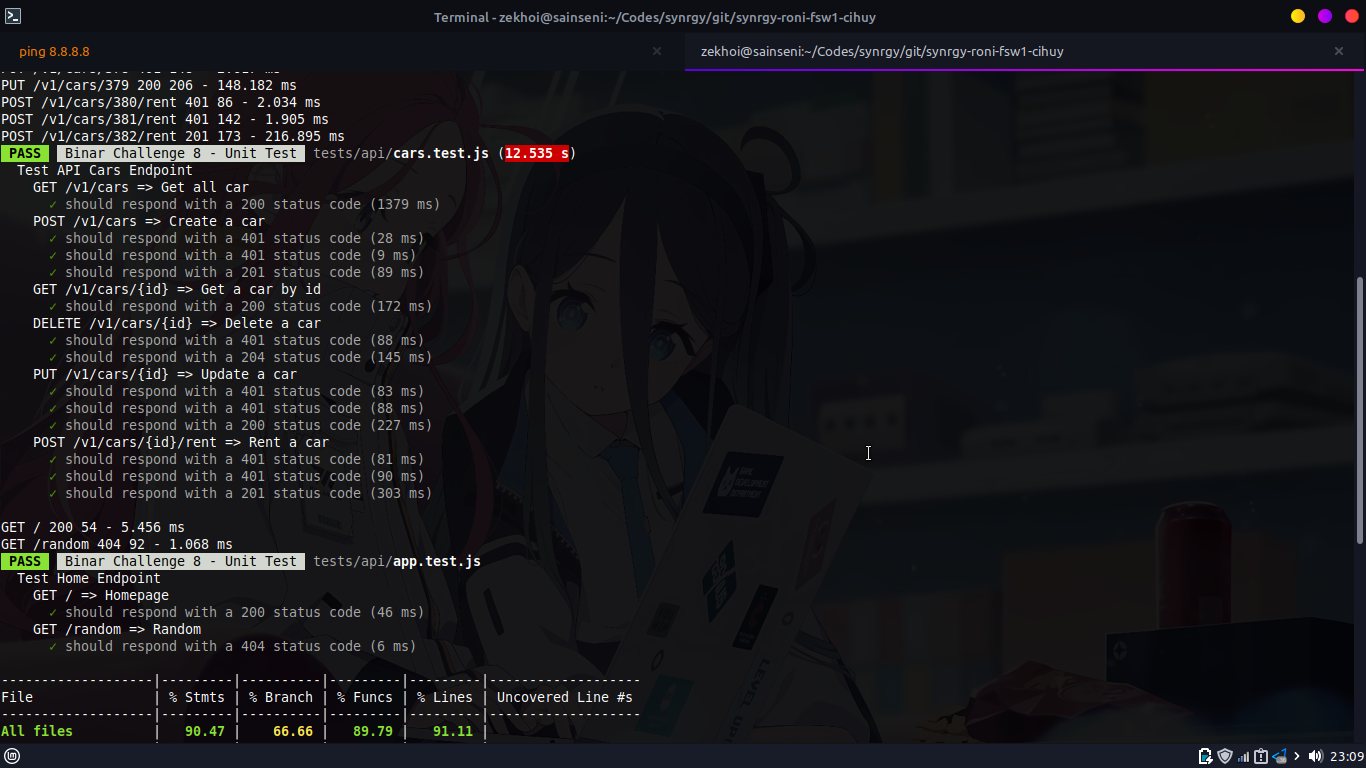 Terminal - zekhoi@sainseni:~/Codes/synrgy/git/synrgy-roni-fsw1-cihuy
ping 8.8.8.8
zekhoi@sainseni:~/Codes/synrgy/git/synrgy-roni-fsw1-cihuy
PUT /v1/cars/379 200 206 - 148.182 ms
POST /v1/cars/380/rent 401 86 - 2.034 ms
POST /v1/cars/381/rent 401 142 - 1.905 ms
POST /v1/cars/382/rent 201 173 - 216.895 ms
PASS Binar Challenge 8 - Unit Test tests/api/cars.test.js (12.535 s)
Test API Cars Endpoint
GET /v1/cars => Get all car
✓ should respond with a 200 status code (1379 ms)
POST /v1/cars => Create a car
✓ should respond with a 401 status code (28 ms)
✓ should respond with a 401 status code (9 ms)
✓ should respond with a 201 status code (89 ms)
GET /v1/cars/{id} => Get a car by id
✓ should respond with a 200 status code (172 ms)
DELETE /v1/cars/{id} => Delete a car
✓ should respond with a 401 status code (88 ms)
✓ should respond with a 204 status code (145 ms)
PUT /v1/cars/{id} => Update a car
✓ should respond with a 401 status code (83 ms)
✓ should respond with a 401 status code (88 ms)
✓ should respond with a 200 status code (227 ms)
POST /v1/cars/{id}/rent => Rent a car
✓ should respond with a 401 status code (81 ms)
✓ should respond with a 401 status code (90 ms)
✓ should respond with a 201 status code (303 ms)
GET / 200 54 - 5.456 ms
GET /random 404 92 - 1.068 ms
PASS Binar Challenge 8 - Unit Test tests/api/app.test.js
Test Home Endpoint
GET / => Homepage
✓ should respond with a 200 status code (46 ms)
GET /random => Random
✓ should respond with a 404 status code (6 ms)
-------------------|---------|----------|---------|---------|-------------------
File | % Stmts | % Branch | % Funcs | % Lines | Uncovered Line #s
-------------------|---------|----------|---------|---------|-------------------
All files | 90.47 | 66.66 | 89.79 | 91.11 |
23:09